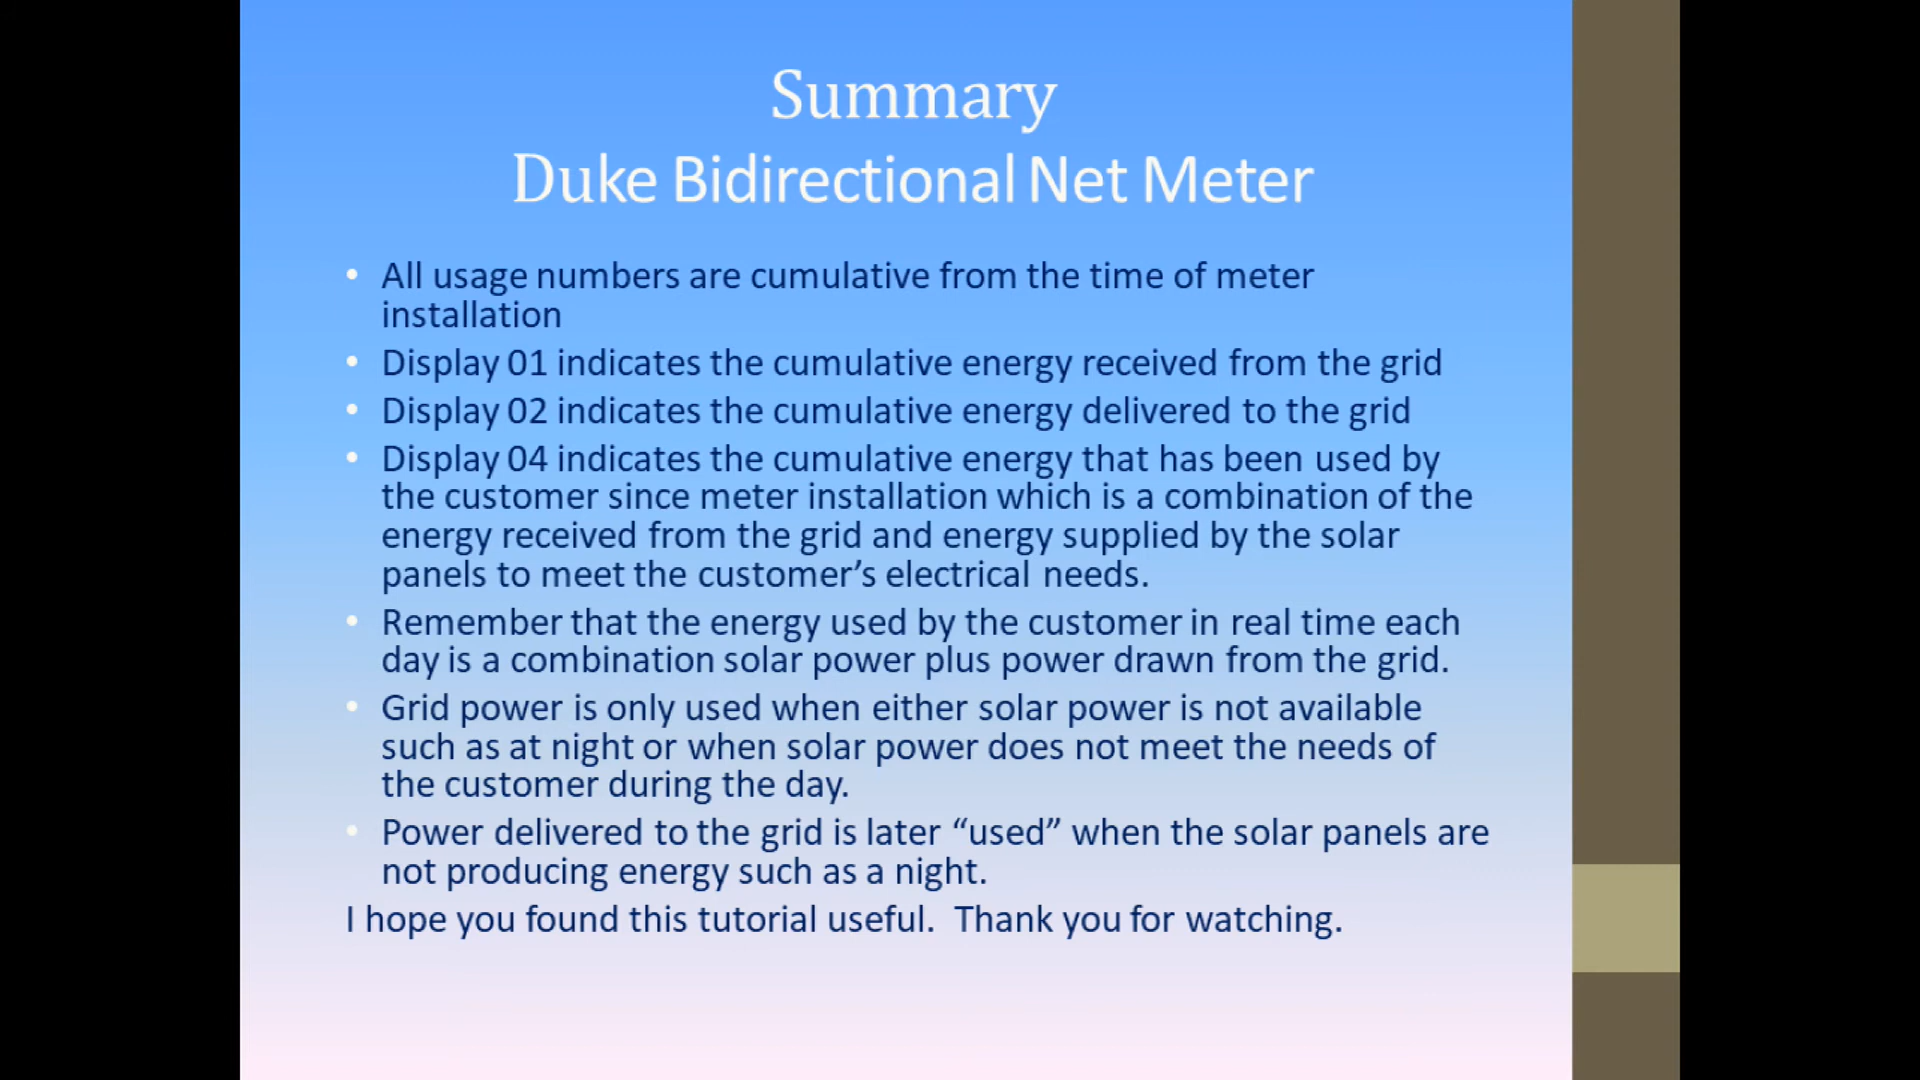 Summary
Duke Bidirectional Net Meter
• All usage numbers are cumulative from the time of meter
installation
• Display 01 indicates the cumulative energy received from the grid
• Display 02 indicates the cumulative energy delivered to the grid
• Display 04 indicates the cumulative energy that has been used by
the customer since meter installation which is a combination of the
energy received from the grid and energy supplied by the solar
panels to meet the customer’s electrical needs.
• Remember that the energy used by the customer in real time each
day is a combination solar power plus power drawn from the grid.
• Grid power is only used when either solar power is not available
such as at night or when solar power does not meet the needs of
the customer during the day.
• Power delivered to the grid is later “used” when the solar panels are
not producing energy such as a night.
I hope you found this tutorial useful.  Thank you for watching.